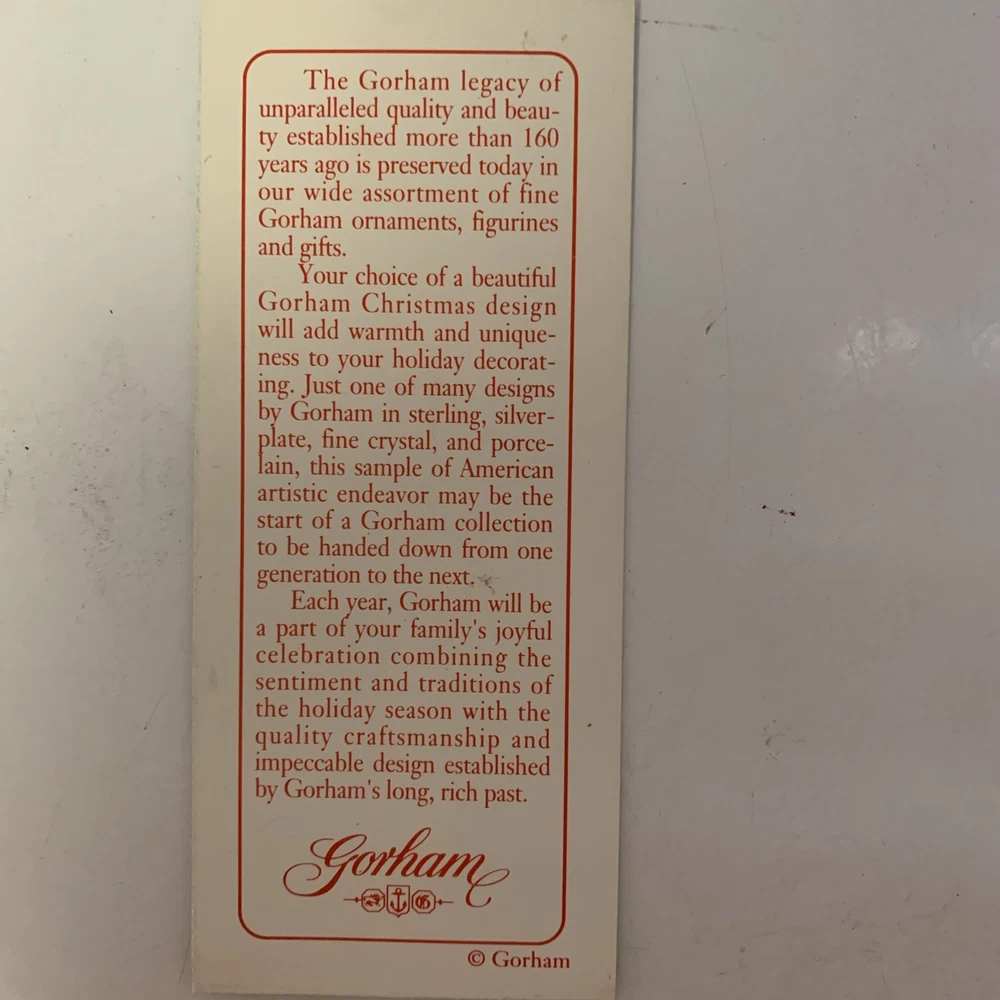 The Gorham legacy of
unparalleled quality and beau-
ty established more than 160
years ago is preserved today in
our wide assortment of fine
Gorham ornaments, figurines
and gifts.
Your choice of a beautiful
Gorham Christmas design
will add warmth and unique-
ness to your holiday decorat-
ing. Just one of many designs
by Gorham in sterling, silver-
plate, fine crystal, and porce-
lain, this sample of American
artistic endeavor may be the
start of a Gorham collection
to be handed down from one
generation to the next.
Each year, Gorham will be
a part of your family's joyful
celebration combining the
sentiment and traditions of
the holiday season with the
quality craftsmanship and
impeccable design established
by Gorham's long, rich past.
Gorham
G
© Gorham